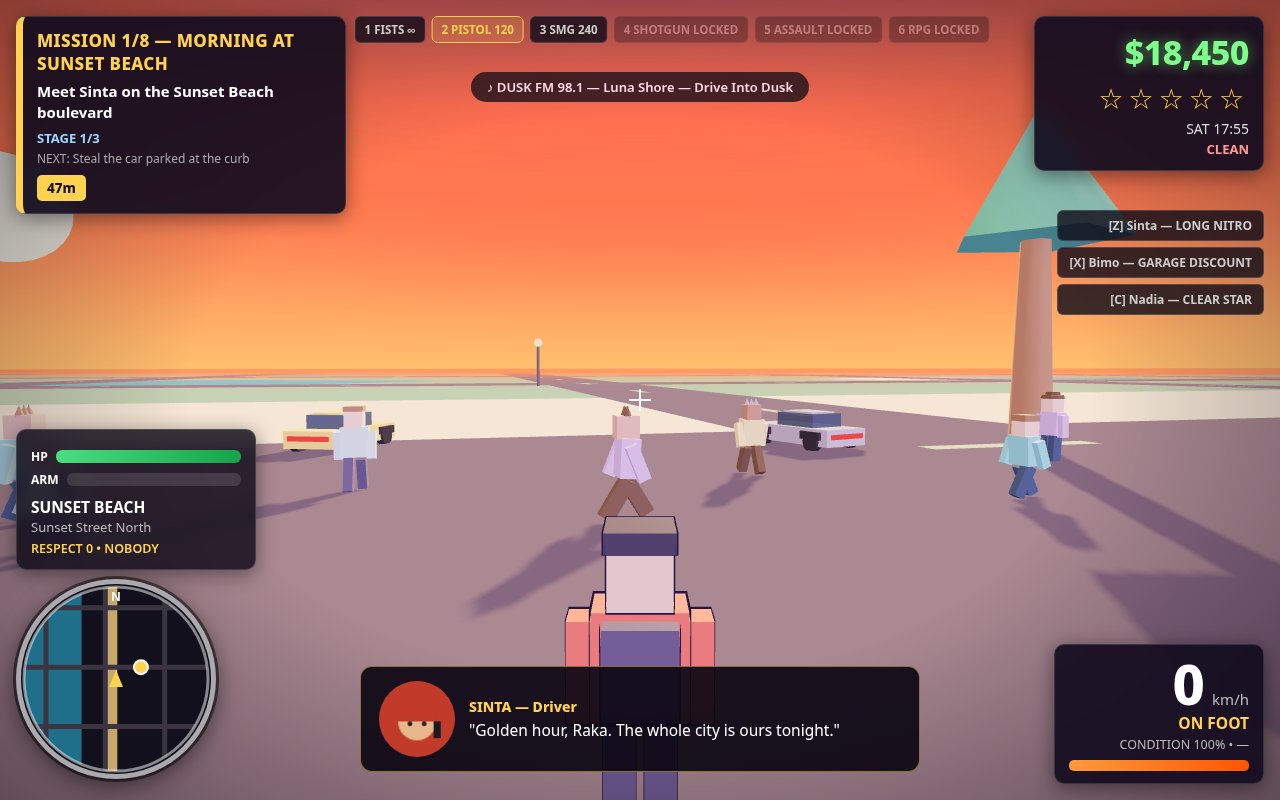 MISSION 1/8 — MORNING AT
SUNSET BEACH
Meet Sinta on the Sunset Beach
boulevard
STAGE 1/3
NEXT: Steal the car parked at the curb
47m
1 FISTS ∞
2 PISTOL 120
3 SMG 240
4 SHOTGUN LOCKED
5 ASSAULT LOCKED
6 RPG LOCKED
♪ DUSK FM 98.1 — Luna Shore — Drive Into Dusk
$18,450
☆ ☆ ☆ ☆ ☆
SAT 17:55
CLEAN
[Z] Sinta — LONG NITRO
[X] Bimo — GARAGE DISCOUNT
[C] Nadia — CLEAR STAR
HP
ARM
SUNSET BEACH
Sunset Street North
RESPECT 0 • NOBODY
N
SINTA — Driver
"Golden hour, Raka. The whole city is ours tonight."
0 km/h
ON FOOT
CONDITION 100% • —